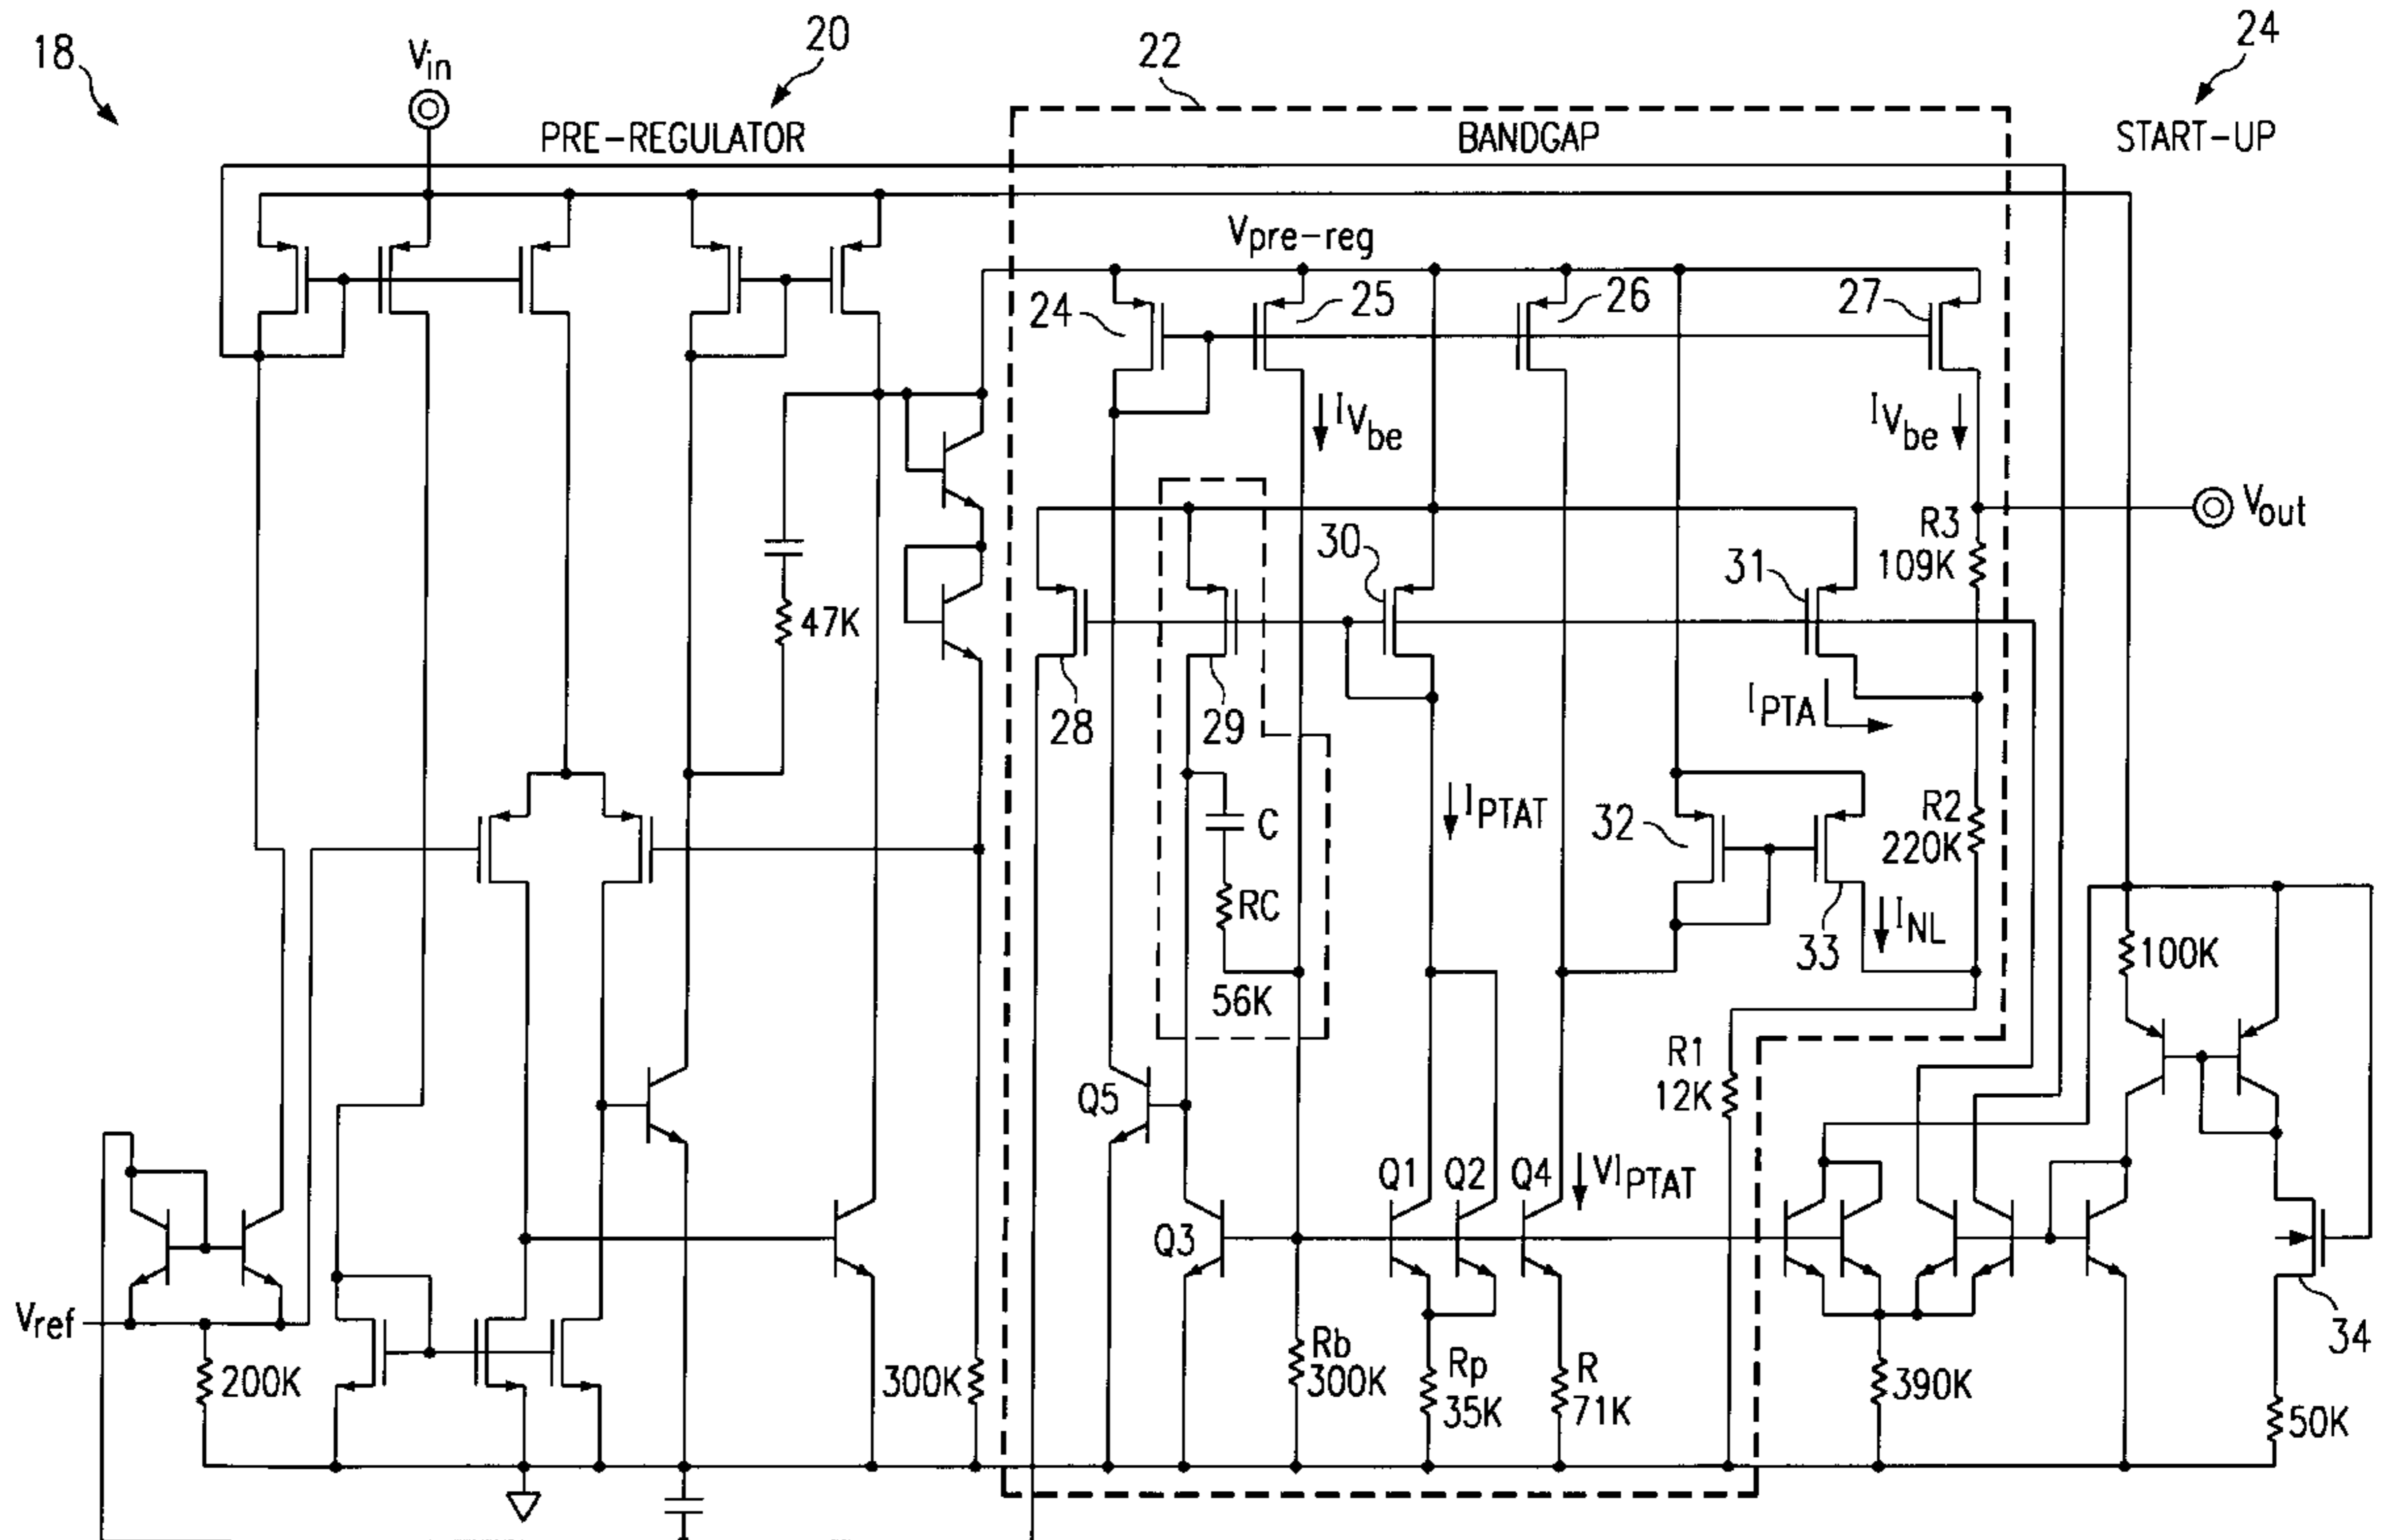 18
Vin
20
PRE-REGULATOR
22
BANDGAP
24
START-UP
Vpre-reg
24
25
26
27
IVbe
IVbe
Vout
R3
109K
30
31
47K
28
29
IPTA
IPTAT
C
RC
56K
32
33
INL
R2
220K
100K
R1
12K
Q5
Q3
Q1
Q2
Q4
VIPTAT
Vref
200K
300K
Rb
300K
Rp
35K
R
71K
390K
34
50K